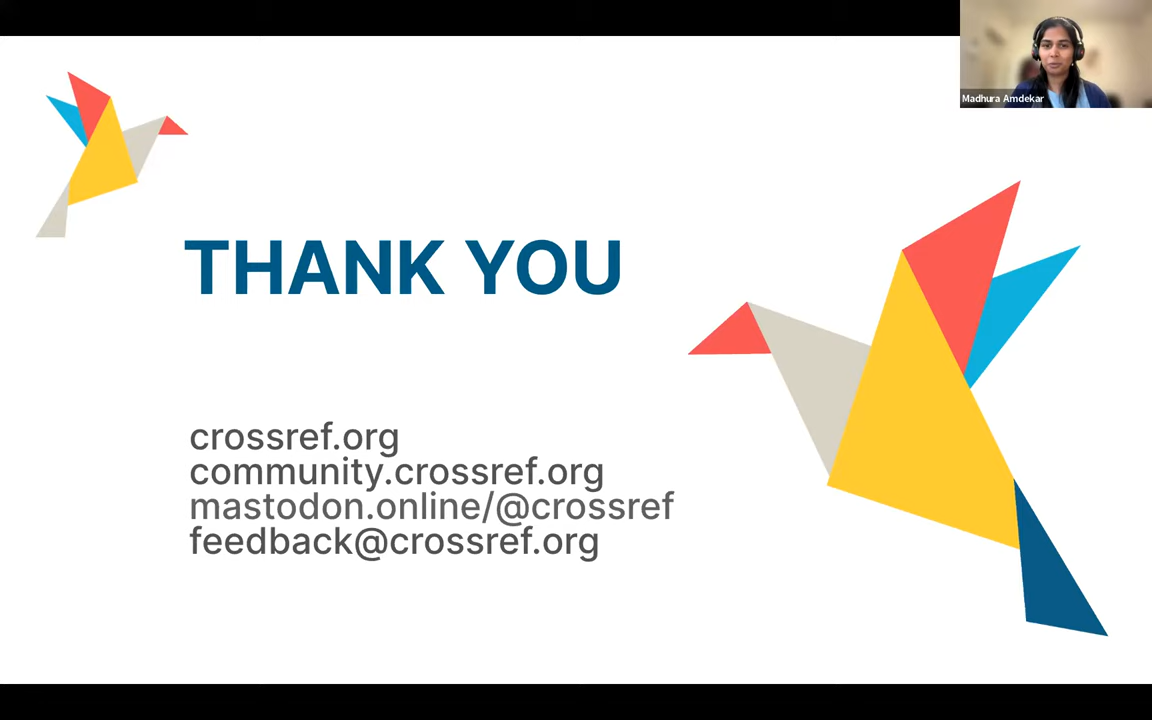 Madhura Amdekar
THANK YOU
crossref.org
community.crossref.org
mastodon.online/@crossref
feedback@crossref.org